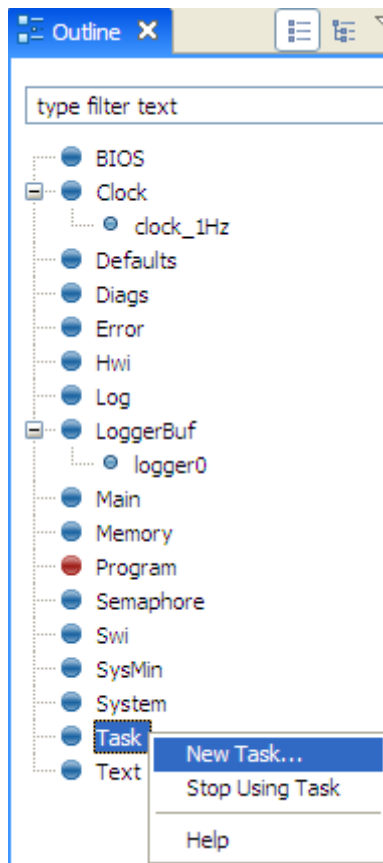 Outline
type filter text
BIOS
Clock
clock_1Hz
Defaults
Diags
Error
Hwi
Log
LoggerBuf
logger0
Main
Memory
Program
Semaphore
Swi
SysMin
System
Task
New Task...
Text
Stop Using Task
Help